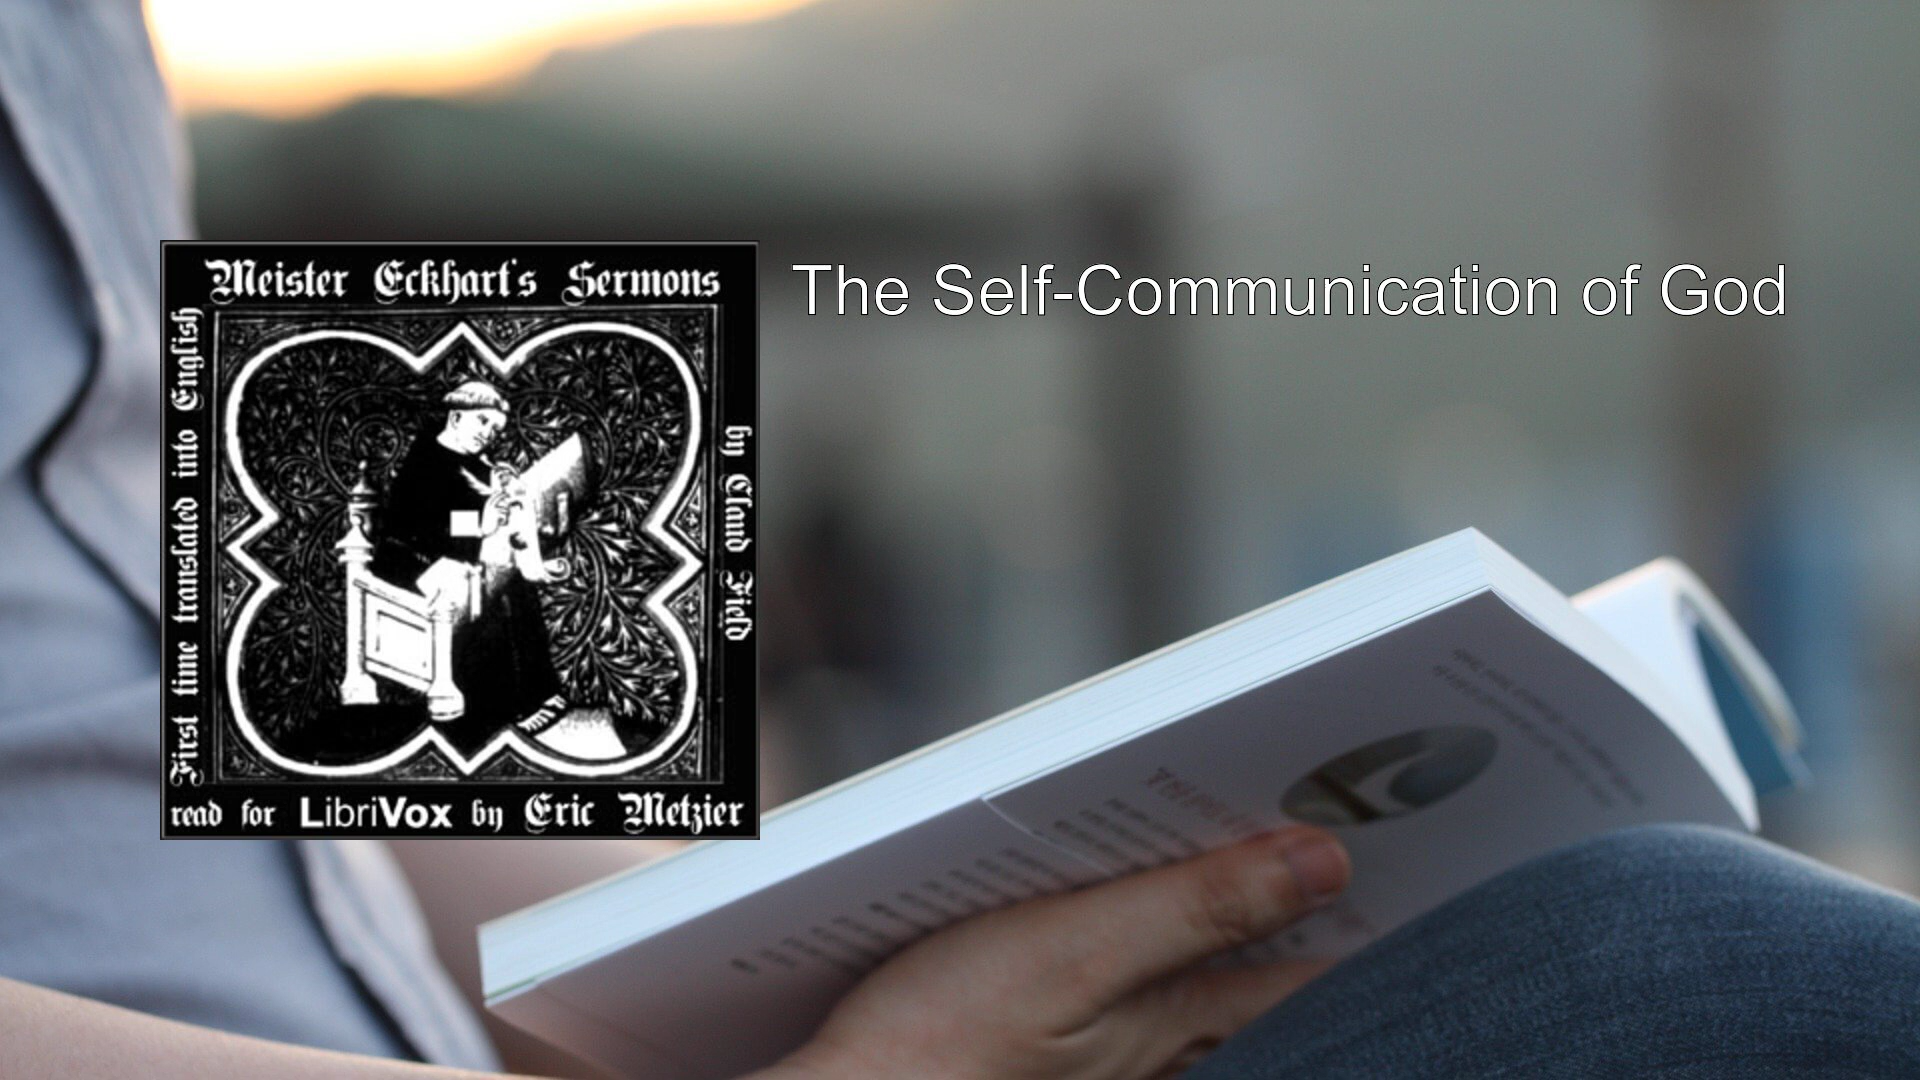 Meister Eckhart's Sermons
First time translated into English
by Claud Field
read for LibriVox by Eric Metzier
The Self-Communication of God